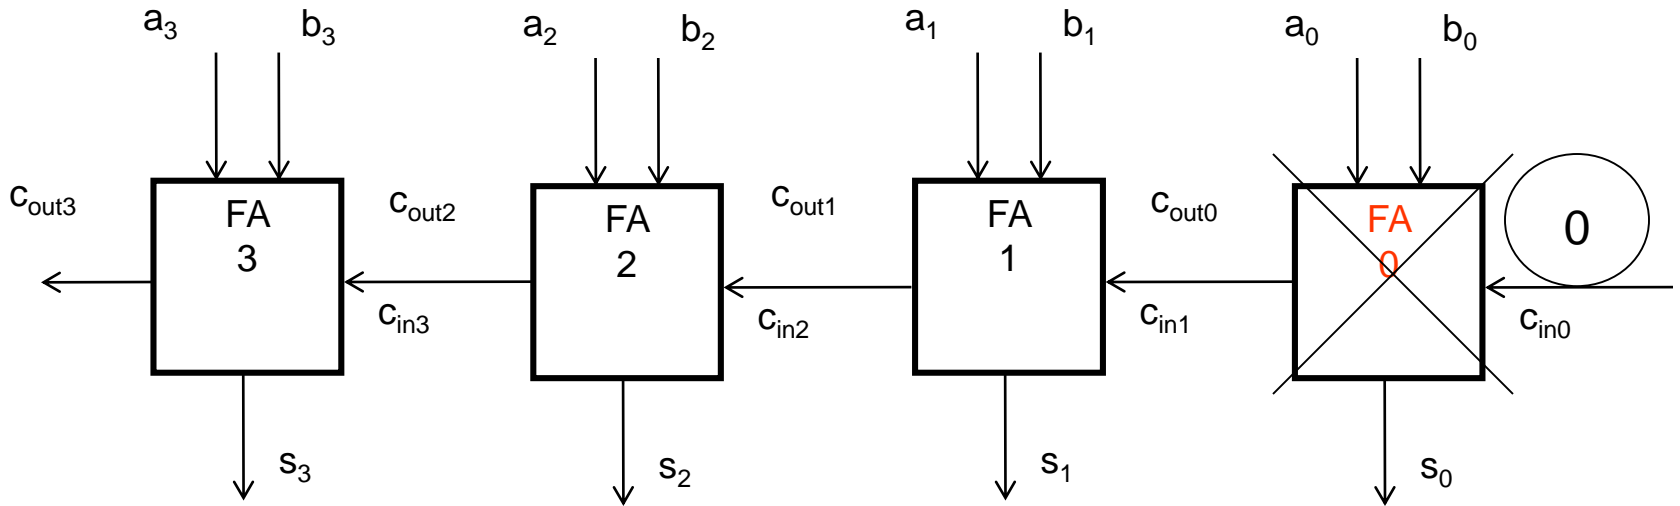 a3 b3 a2 b2 a1 b1 a0 b0
cout3 FA 3 cout2 FA 2 cout1 FA 1 cout0 FA 0 0
cin3 cin2 cin1 cin0
s3 s2 s1 s0